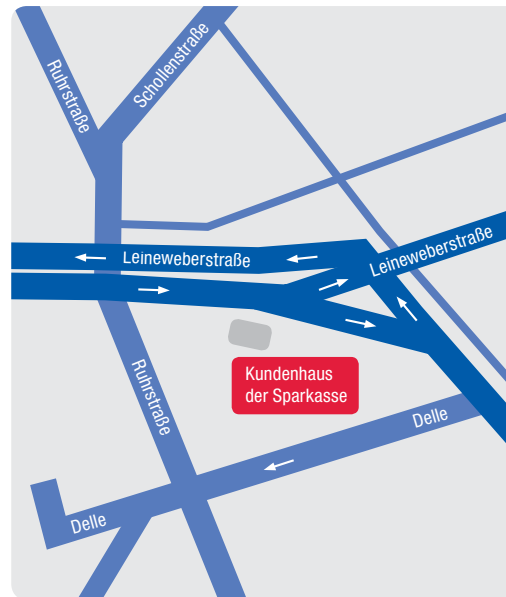 Ruhrstraße
Schollenstraße
Leineweberstraße
Leineweberstraße
Ruhrstraße
Kundenhaus
der Sparkasse
Delle
Delle